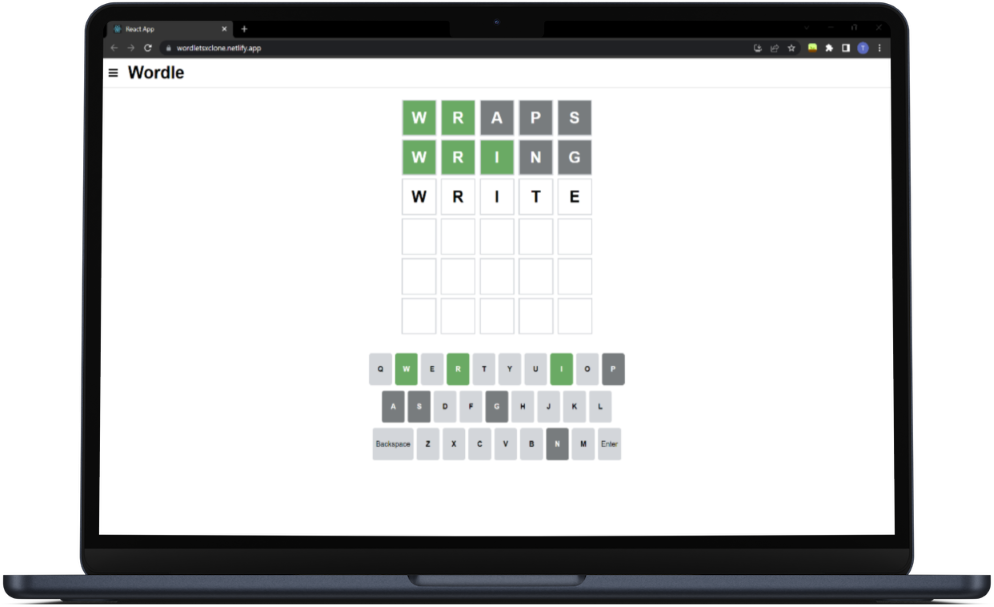 React App
wordletsxclone.netlify.app
T
Wordle
W R A P S
W R I N G
W R I T E
Q W E R T Y U I O P
A S D F G H J K L
Backspace Z X C V B N M Enter